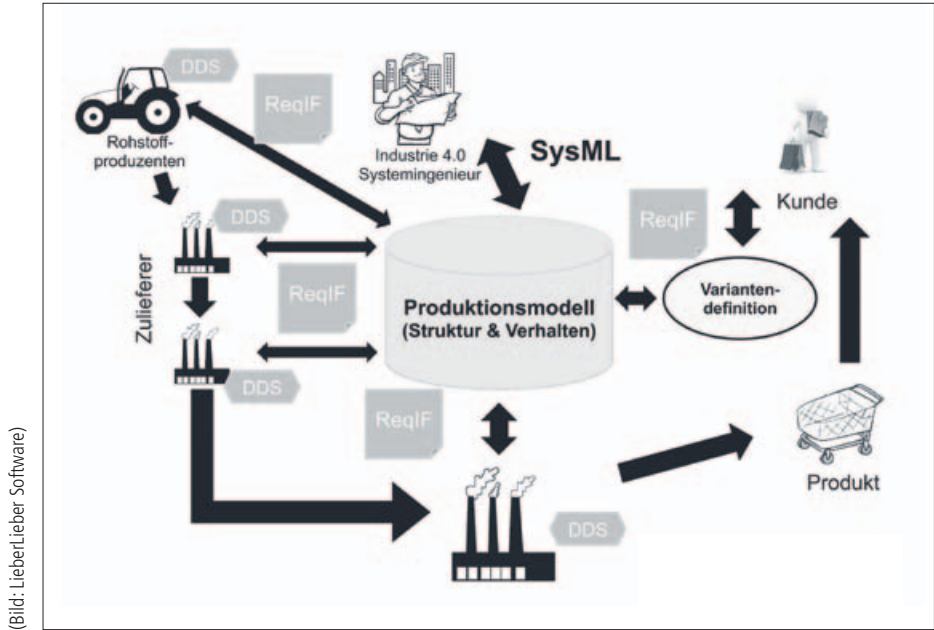 DDS
ReqIF
Rohstoff-
produzenten
Industrie 4.0
Systemingenieur
SysML
Kunde
DDS
ReqIF
Zulieferer
ReqIF
Produktionsmodell
(Struktur & Verhalten)
Varianten-
definition
DDS
ReqIF
Produkt
DDS
(Bild: LieberLieber Software)